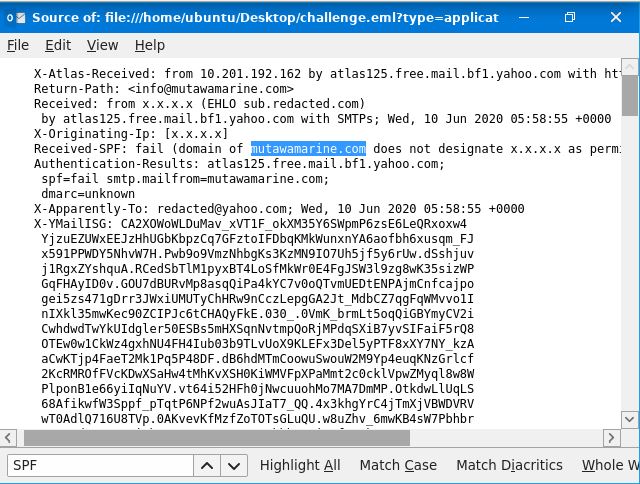 Source of: file:///home/ubuntu/Desktop/challenge.eml?type=applicat
File Edit View Help
X-Atlas-Received: from 10.201.192.162 by atlas125.free.mail.bf1.yahoo.com with htt
Return-Path: <info@mutawamarine.com>
Received: from x.x.x.x (EHLO sub.redacted.com)
by atlas125.free.mail.bf1.yahoo.com with SMTPs; Wed, 10 Jun 2020 05:58:55 +0000
X-Originating-Ip: [x.x.x.x]
Received-SPF: fail (domain of mutawamarine.com does not designate x.x.x.x as permi
Authentication-Results: atlas125.free.mail.bf1.yahoo.com;
spf=fail smtp.mailfrom=mutawamarine.com;
dmarc=unknown
X-Apparently-To: redacted@yahoo.com; Wed, 10 Jun 2020 05:58:55 +0000
X-YMailISG: CA2XOWoWLDuMav_xVT1F_okXM35Y6SWpmP6zsE6LeQRxoxw4
YjzuEZUWxEEJzHhUGbKbpzCq7GFztoIFDbqKMkWunxnYA6aofbh6xusqm_FJ
x591PPWDY5NhvW7H.Pwb9o9VmzNhbgKs3KzMN9IO7Uh5jf5y6rUw.dSshjuv
j1RgxZYshquA.RCedSbTlM1pyxBT4LoSfMkWr0E4FgJSW3l9zg8wK35sizWP
GqFHAyID0v.GOU7dBURvMp8asqQiPa4kYC7v0oQTvmUEDtENPAjmCnfcajpo
gei5zs471gDrr3JWxiUMUTyChHRw9nCczLepgGA2Jt_MdbCZ7qgFqWMvvo1I
nIXkl35mwKec90ZCIPJc6tCHAQyFkE.030_.0VmK_brmLt5oqQiGBYmyCV2i
CwhdwdTwYkUIdgler50ESBs5mHXSqnNvtmpQoRjMPdqSXiB7yvSIFaiF5rQ8
OTEw0w1CkWz4gxhNU4FH4Iub03b9TLvUoX9KLEFx3Del5yPTF8xXY7NY_kzA
aCwKTjp4FaeT2Mk1Pq5P48DF.dB6hdMTmCoowuSwouW2M9Yp4euqKNzGrlcf
2KcRMROfFVcKDwXSaHw4tMhKvXSH0KiWMVFpXPaMmt2c0cklVpwZMyql8w8W
PlponB1e66yiIqNuYV.vt64i52HFh0jNwcuuohMo7MA7DmMP.OtkdwLlUqLS
68AfikwfW3Sppf_pTqtP6NPf2wuAsJIaT7_QQ.4x3khgYrC4jTmXjVBWDVRV
wT0AdlQ716U8TVp.0AKvevKfMzfZoTOTsGLuQU.w8uZhv_6mwKB4sW7Pbhbr
SPF Highlight All Match Case Match Diacritics Whole W